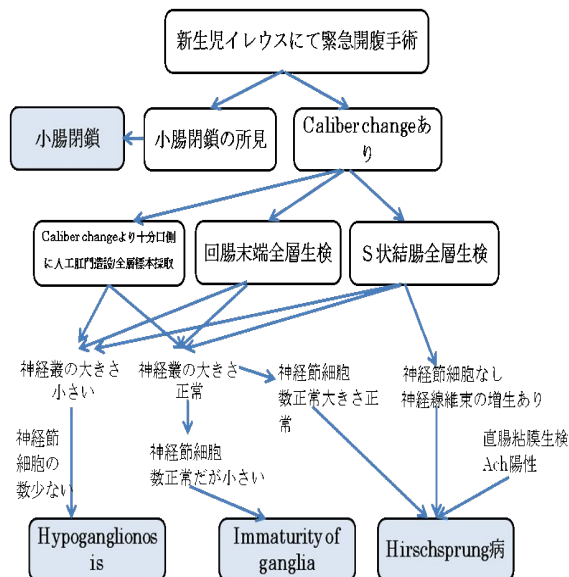 新生児イレウスにて緊急開腹手術
小腸閉鎖
小腸閉鎖の所見
Caliber changeあ
り
Caliber changeより十分口側
に人工肛門造設/全層標本採取
回腸末端全層生検
S状結腸全層生検
神経叢の大きさ
小さい
神経叢の大きさ
正常
神経節細胞
数正常大きさ正
常
神経節細胞なし
神経線維束の増生あり
神経節
細胞の
数少ない
神経節細胞
数正常だが小さい
直腸粘膜生検
Ach陽性
Hypoganglionos
is
Immaturity of
ganglia
Hirschsprung病